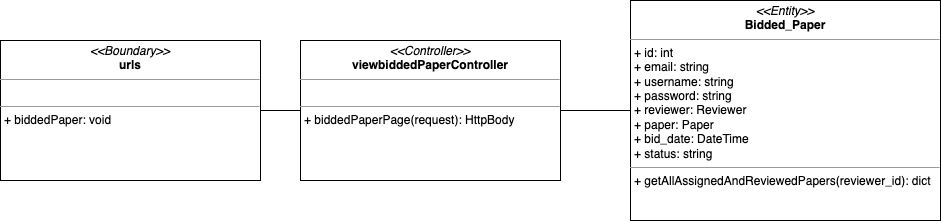 <<Boundary>>
urls
+ biddedPaper: void
<<Controller>>
viewbiddedPaperController
+ biddedPaperPage(request): HttpBody
<<Entity>>
Bidded_Paper
+ id: int
+ email: string
+ username: string
+ password: string
+ reviewer: Reviewer
+ paper: Paper
+ bid_date: DateTime
+ status: string
+ getAllAssignedAndReviewedPapers(reviewer_id): dict